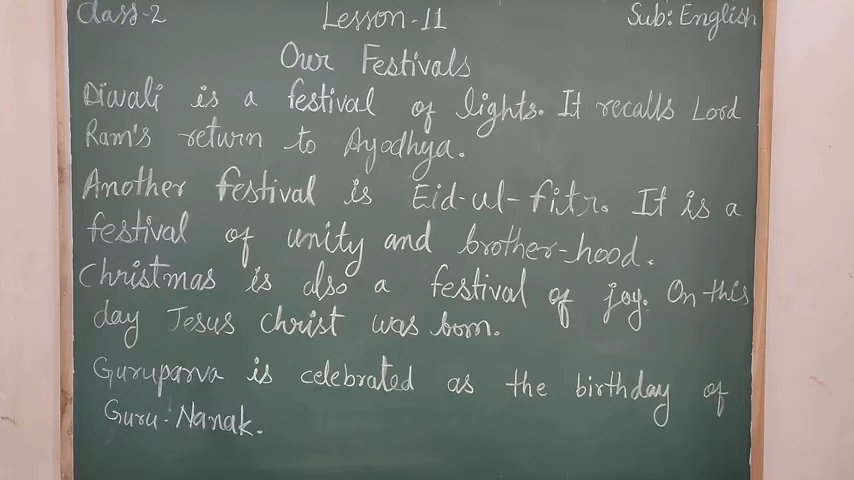 Class-2 Lesson-11 Sub: English
Our Festivals
Diwali is a festival of lights. It recalls Lord
Ram's return to Ayodhya.
Another festival is Eid-ul-fitr. It is a
festival of unity and brother-hood.
Christmas is also a festival of joy. On this
day Jesus Christ was born.
Guruparva is celebrated as the birthday of
Guru Nanak.